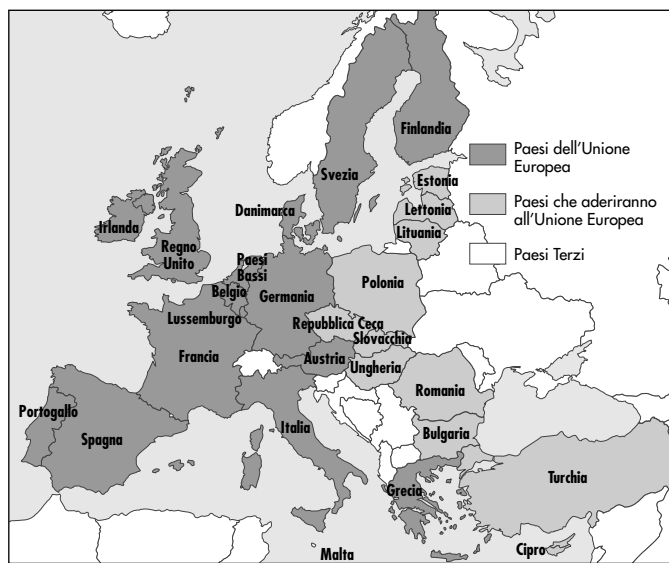 Finlandia
Svezia
Paesi dell'Unione
Europea
Estonia
Paesi che aderiranno
all'Unione Europea
Lettonia
Lituania
Paesi Terzi
Danimarca
Irlanda
Regno
Unito
Paesi
Bassi
Belgio
Germania
Polonia
Lussemburgo
Repubblica Ceca
Slovacchia
Francia
Austria
Ungheria
Romania
Portogallo
Spagna
Italia
Bulgaria
Grecia
Turchia
Malta
Cipro